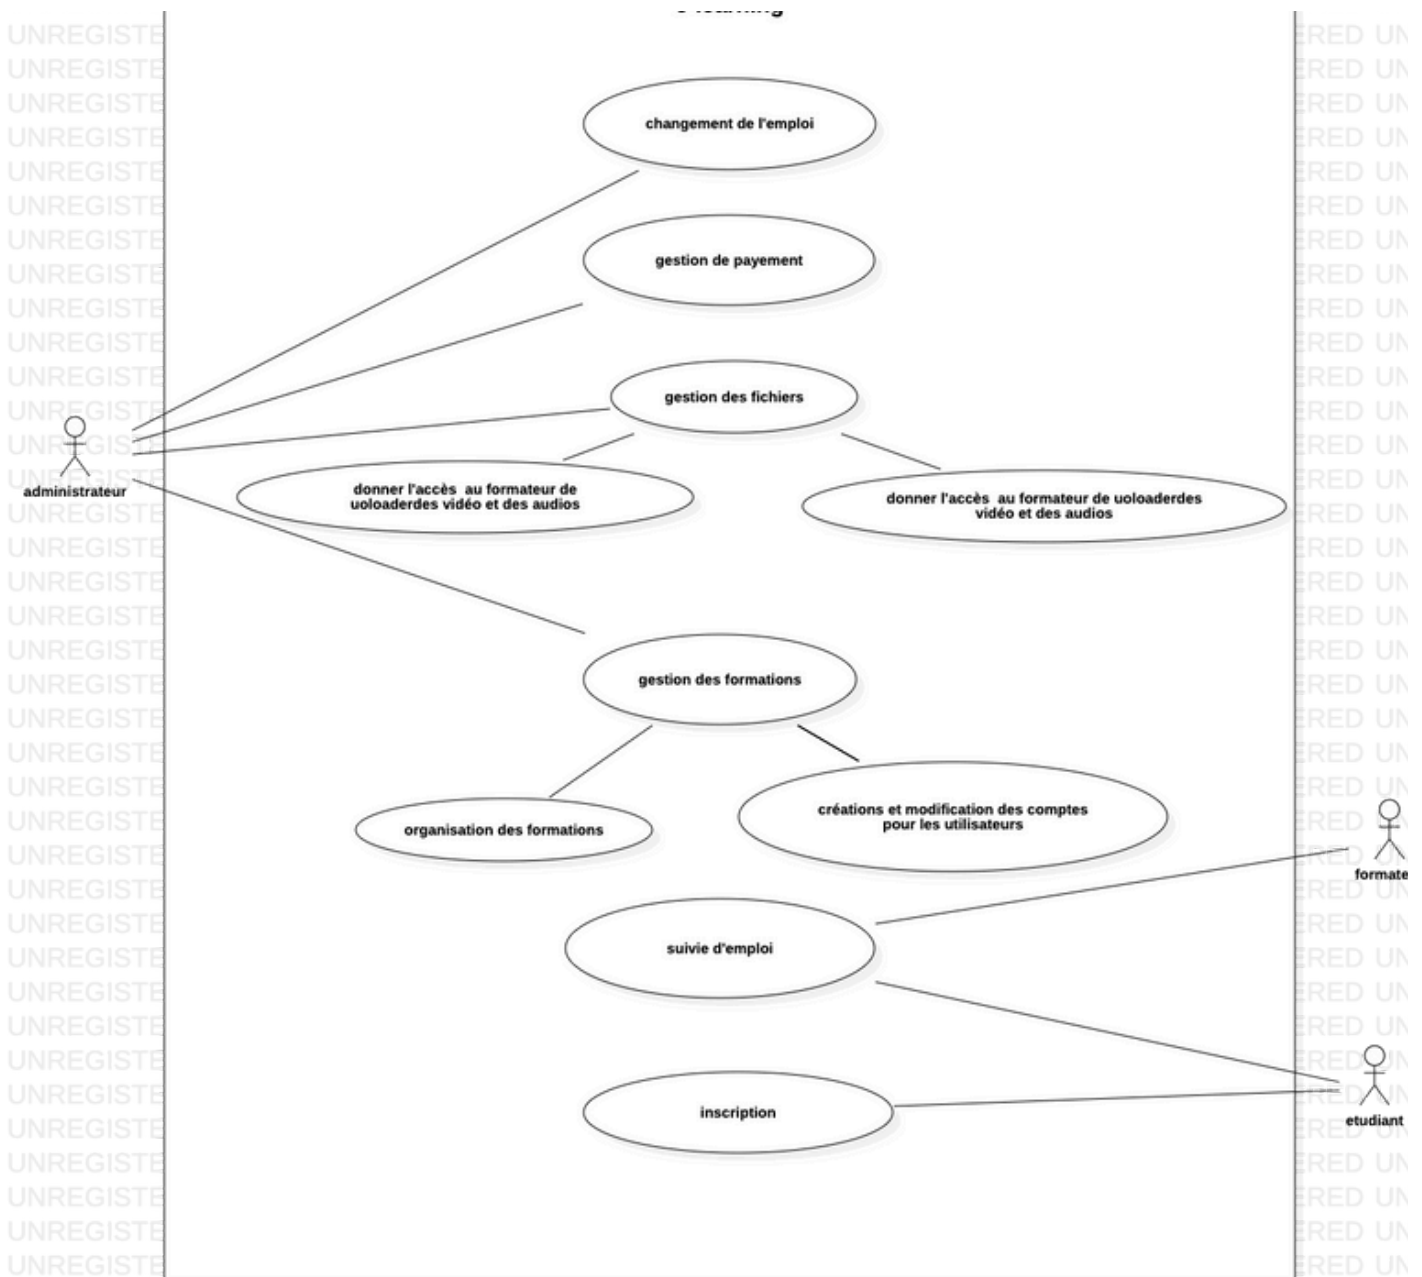 changement de l'emploi
gestion de payement
gestion des fichiers
administrateur
donner l'accès  au formateur de
uoloaderdes vidéo et des audios
donner l'accès  au formateur de uoloaderdes
vidéo et des audios
gestion des formations
organisation des formations
créations et modification des comptes
pour les utilisateurs
formate
suivie d'emploi
inscription
etudiant